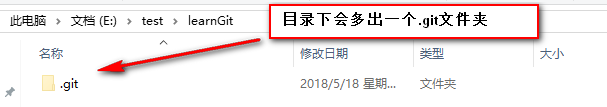 此电脑 › 文档 (E:) › test › learnGit
目录下会多出一个.git文件夹
名称 修改日期 类型 大小
.git 2018/5/18 星期... 文件夹